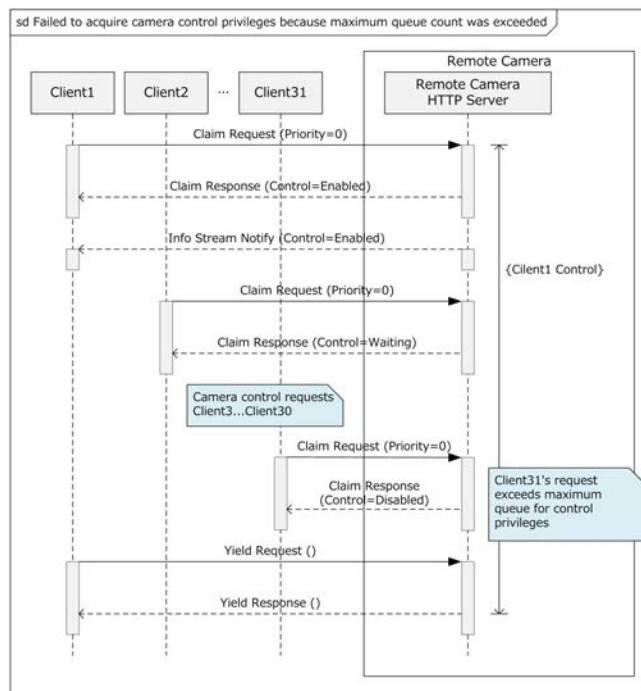 sd Failed to acquire camera control privileges because maximum queue count was exceeded
Remote Camera
Client1
Client2
...
Client31
Remote Camera
HTTP Server
Claim Request (Priority=0)
Claim Response (Control=Enabled)
Info Stream Notify (Control=Enabled)
{Cilent1 Control}
Claim Request (Priority=0)
Claim Response (Control=Waiting)
Camera control requests
Client3...Client30
Claim Request (Priority=0)
Claim Response
(Control=Disabled)
Client31's request
exceeds maximum
queue for control
privileges
Yield Request ()
Yield Response ()